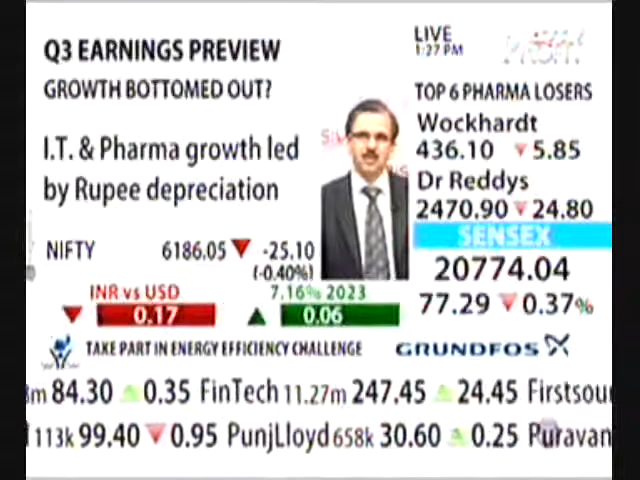 Q3 EARNINGS PREVIEW
GROWTH BOTTOMED OUT?
I.T. & Pharma growth led
by Rupee depreciation
NIFTY 6186.05 -25.10
(-0.40%)
INR vs USD
0.17
7.16% 2023
0.06
LIVE
1:27 PM
PROFIT
TOP 6 PHARMA LOSERS
Wockhardt
436.10 5.85
Dr Reddys
2470.90 24.80
SENSEX
20774.04
77.29 0.37%
TAKE PART IN ENERGY EFFICIENCY CHALLENGE GRUNDFOS
m 84.30 0.35 FinTech 11.27m 247.45 24.45 Firstsou
113k 99.40 0.95 PunjLloyd 658k 30.60 0.25 Puravan